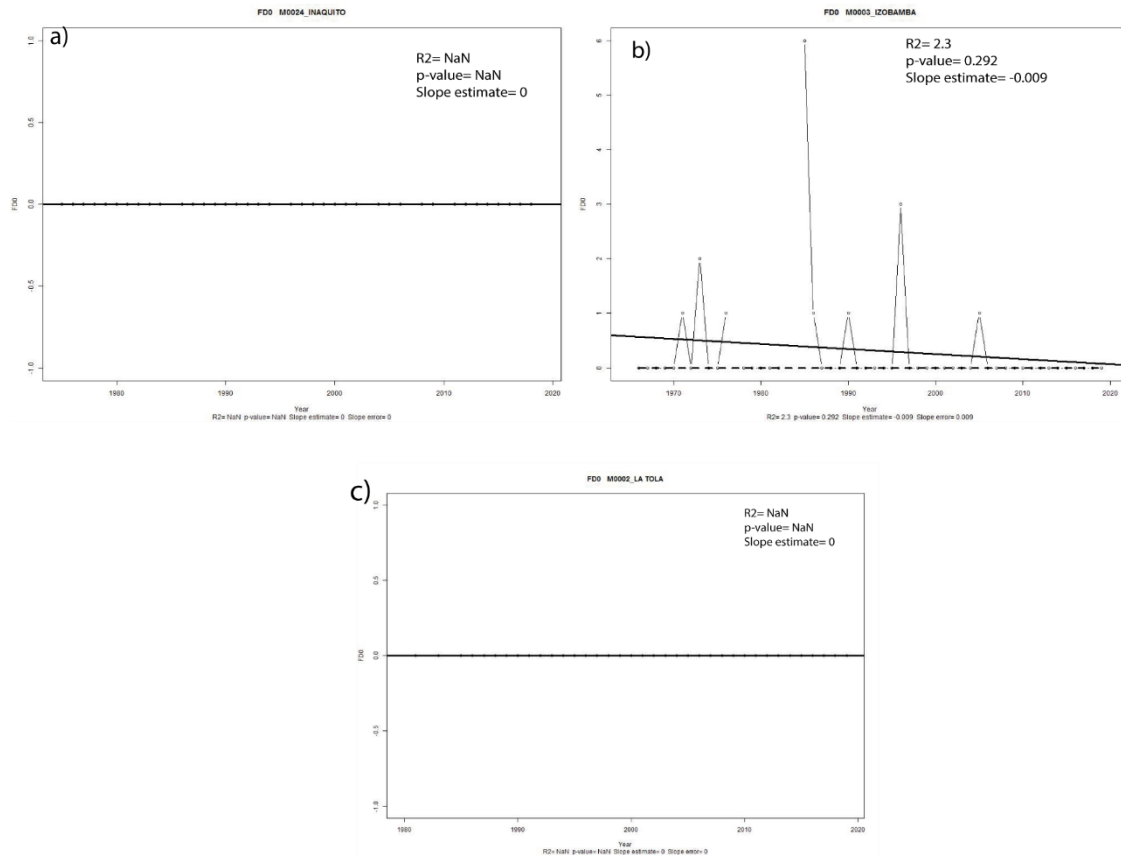 FD0 M0024_INAQUITO
a)
R2= NaN
p-value= NaN
Slope estimate= 0
1.0
0.5
0.0
-0.5
-1.0
FD0
1980
1990
2000
2010
2020
Year
R2= NaN p-value= NaN Slope estimate= 0 Slope error= 0
FD0 M0003_IZOBAMBA
b)
R2= 2.3
p-value= 0.292
Slope estimate= -0.009
6
5
4
3
2
1
0
FD0
1970
1980
1990
2000
2010
2020
Year
R2= 2.3 p-value= 0.292 Slope estimate= -0.009 Slope error= 0.009
FD0 M0002_LA TOLA
c)
R2= NaN
p-value= NaN
Slope estimate= 0
1.0
0.5
0.0
-0.5
-1.0
FD0
1980
1990
2000
2010
2020
Year
R2= NaN p-value= NaN Slope estimate= 0 Slope error= 0